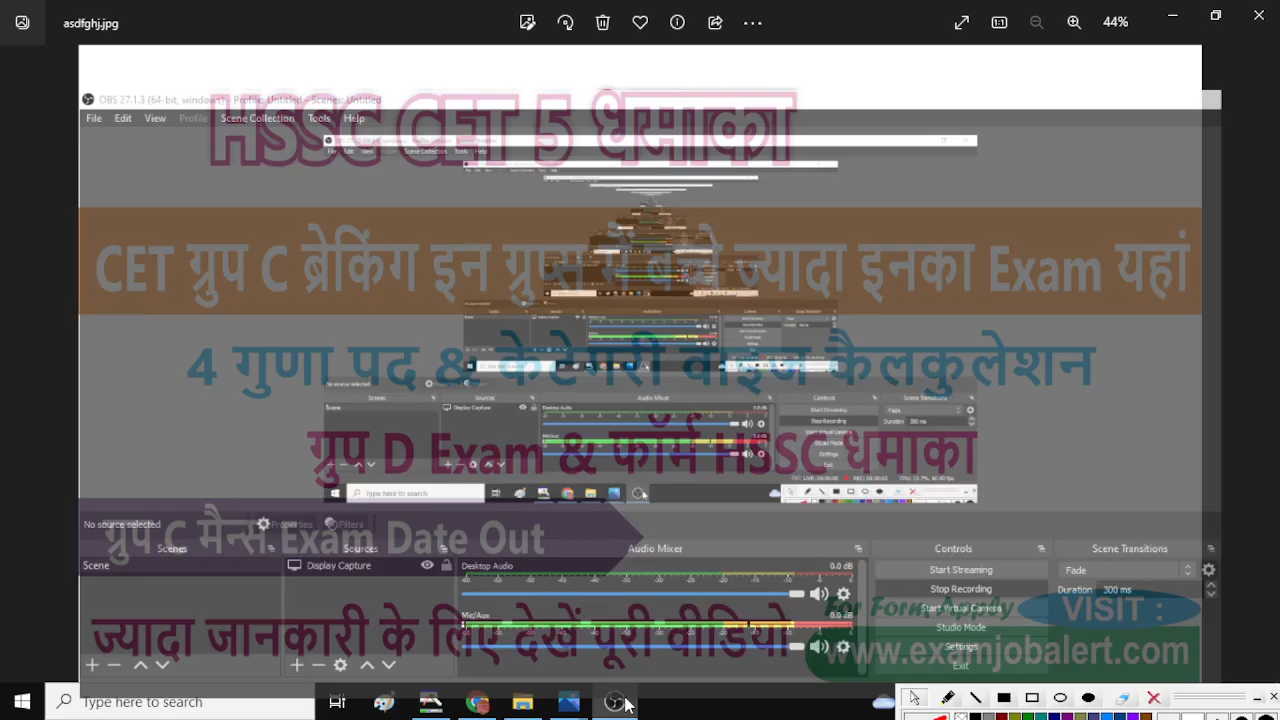 asdfghj.jpg
44%
OBS 27.1.3 (64-bit, windows) - Profile: Untitled - Scenes: Untitled
File Edit View Profile Scene Collection Tools Help
HSSC CET 5 धमाका
CET ग्रुप C ब्रेकिंग इन ग्रुप्स में सबसे ज्यादा इनका Exam यहां
4 गुणा पद & केटेगरी वाइज कैलकुलेशन
ग्रुप D Exam & फॉर्म HSSC धमाका
No source selected Properties Filters
ग्रुप C मैन्स Exam Date Out
Scenes Sources Audio Mixer Controls Scene Transitions
Scene
Display Capture
Desktop Audio 0.0 dB
Mic/Aux 0.0 dB
Start Streaming
Stop Recording
Start Virtual Camera
Studio Mode
Settings
Exit
Fade
Duration 300 ms
For Form Apply VISIT :
ज्यादा जानकारी के लिए देखें पूरी वीडियो
www.examjobalert.com
Type here to search